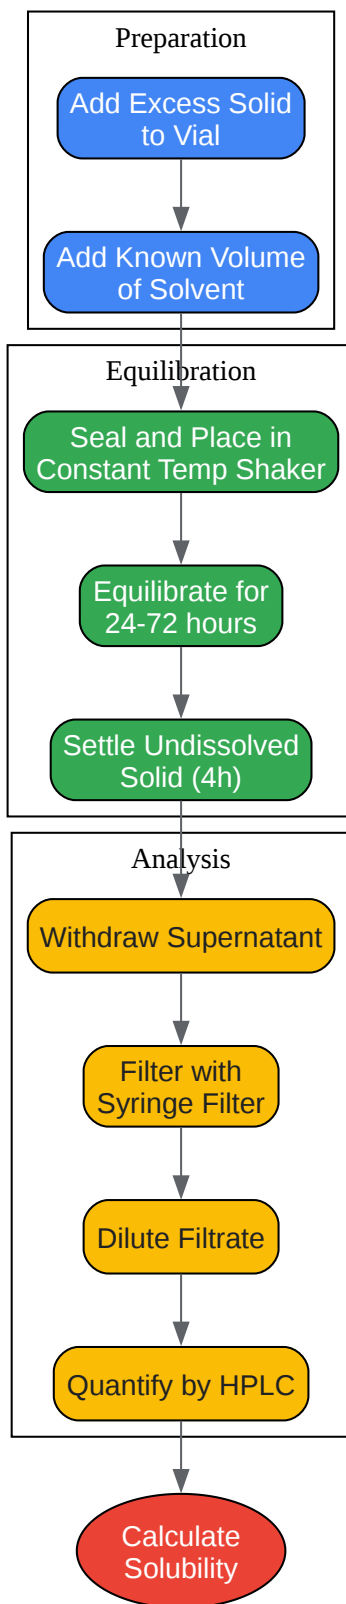 Preparation
Add Excess Solid
to Vial
Add Known Volume
of Solvent
Equilibration
Seal and Place in
Constant Temp Shaker
Equilibrate for
24-72 hours
Settle Undissolved
Solid (4h)
Analysis
Withdraw Supernatant
Filter with
Syringe Filter
Dilute Filtrate
Quantify by HPLC
Calculate
Solubility